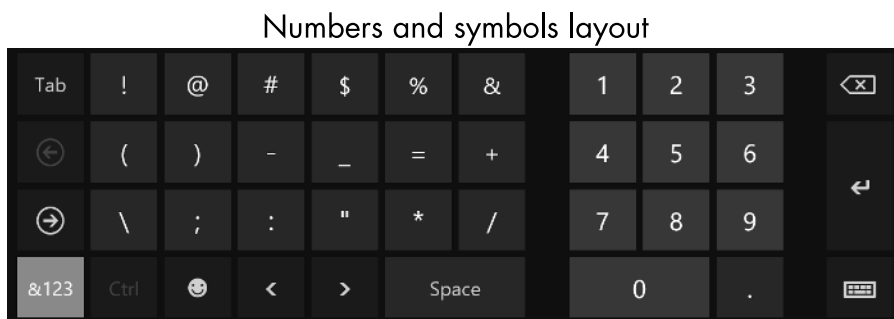 Numbers and symbols layout
Tab ! @ # $ % & 1 2 3
( ) - _ = + 4 5 6
\ ; : " * / 7 8 9
&123 Ctrl < > Space 0 .